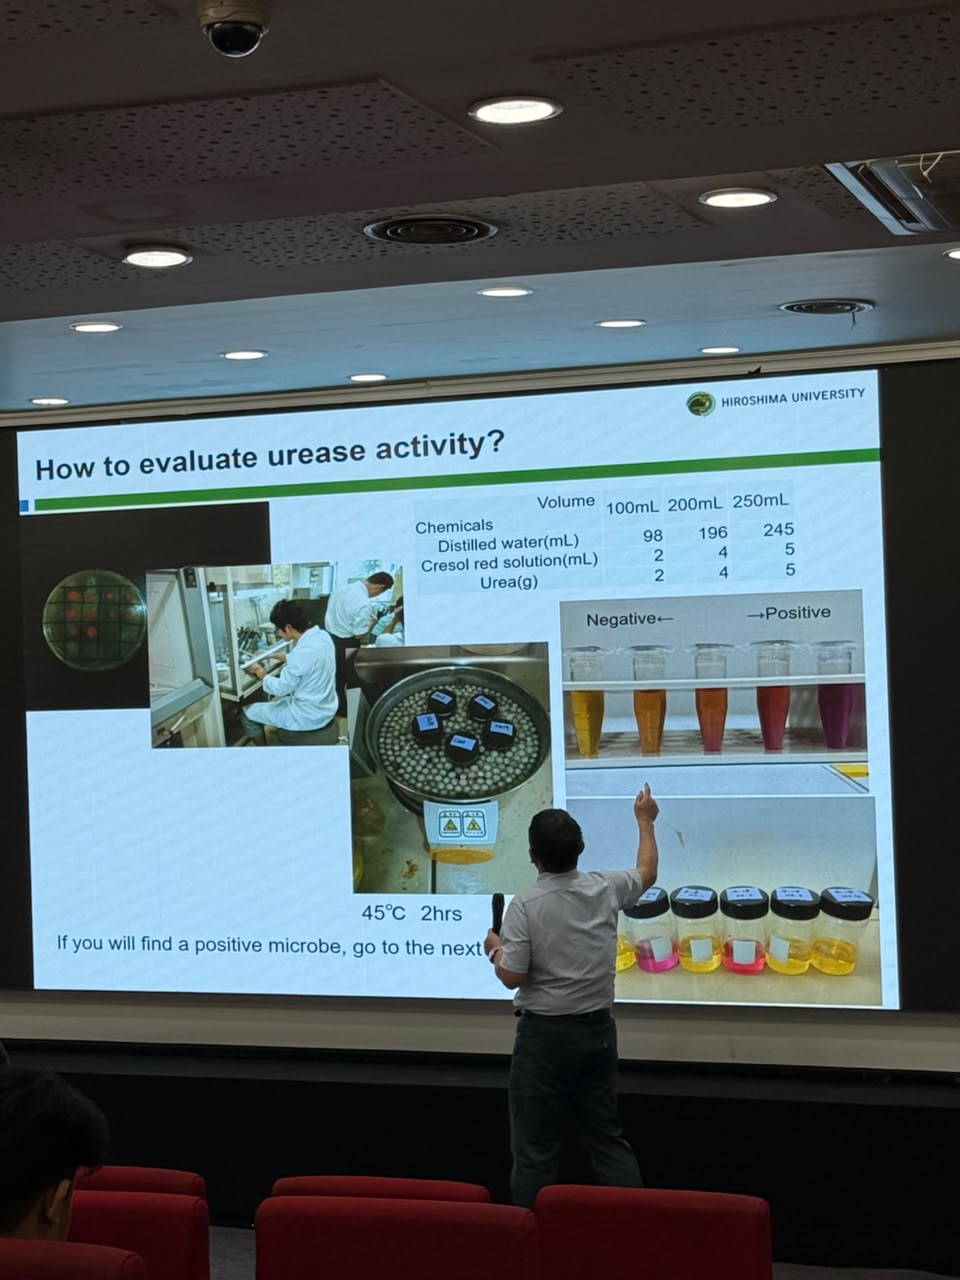 HIROSHIMA UNIVERSITY
How to evaluate urease activity?
Volume 100mL 200mL 250mL
Chemicals
Distilled water(mL) 98 196 245
Cresol red solution(mL) 2 4 5
Urea(g) 2 4 5
Negative← →Positive
45℃ 2hrs
If you will find a positive microbe, go to the next